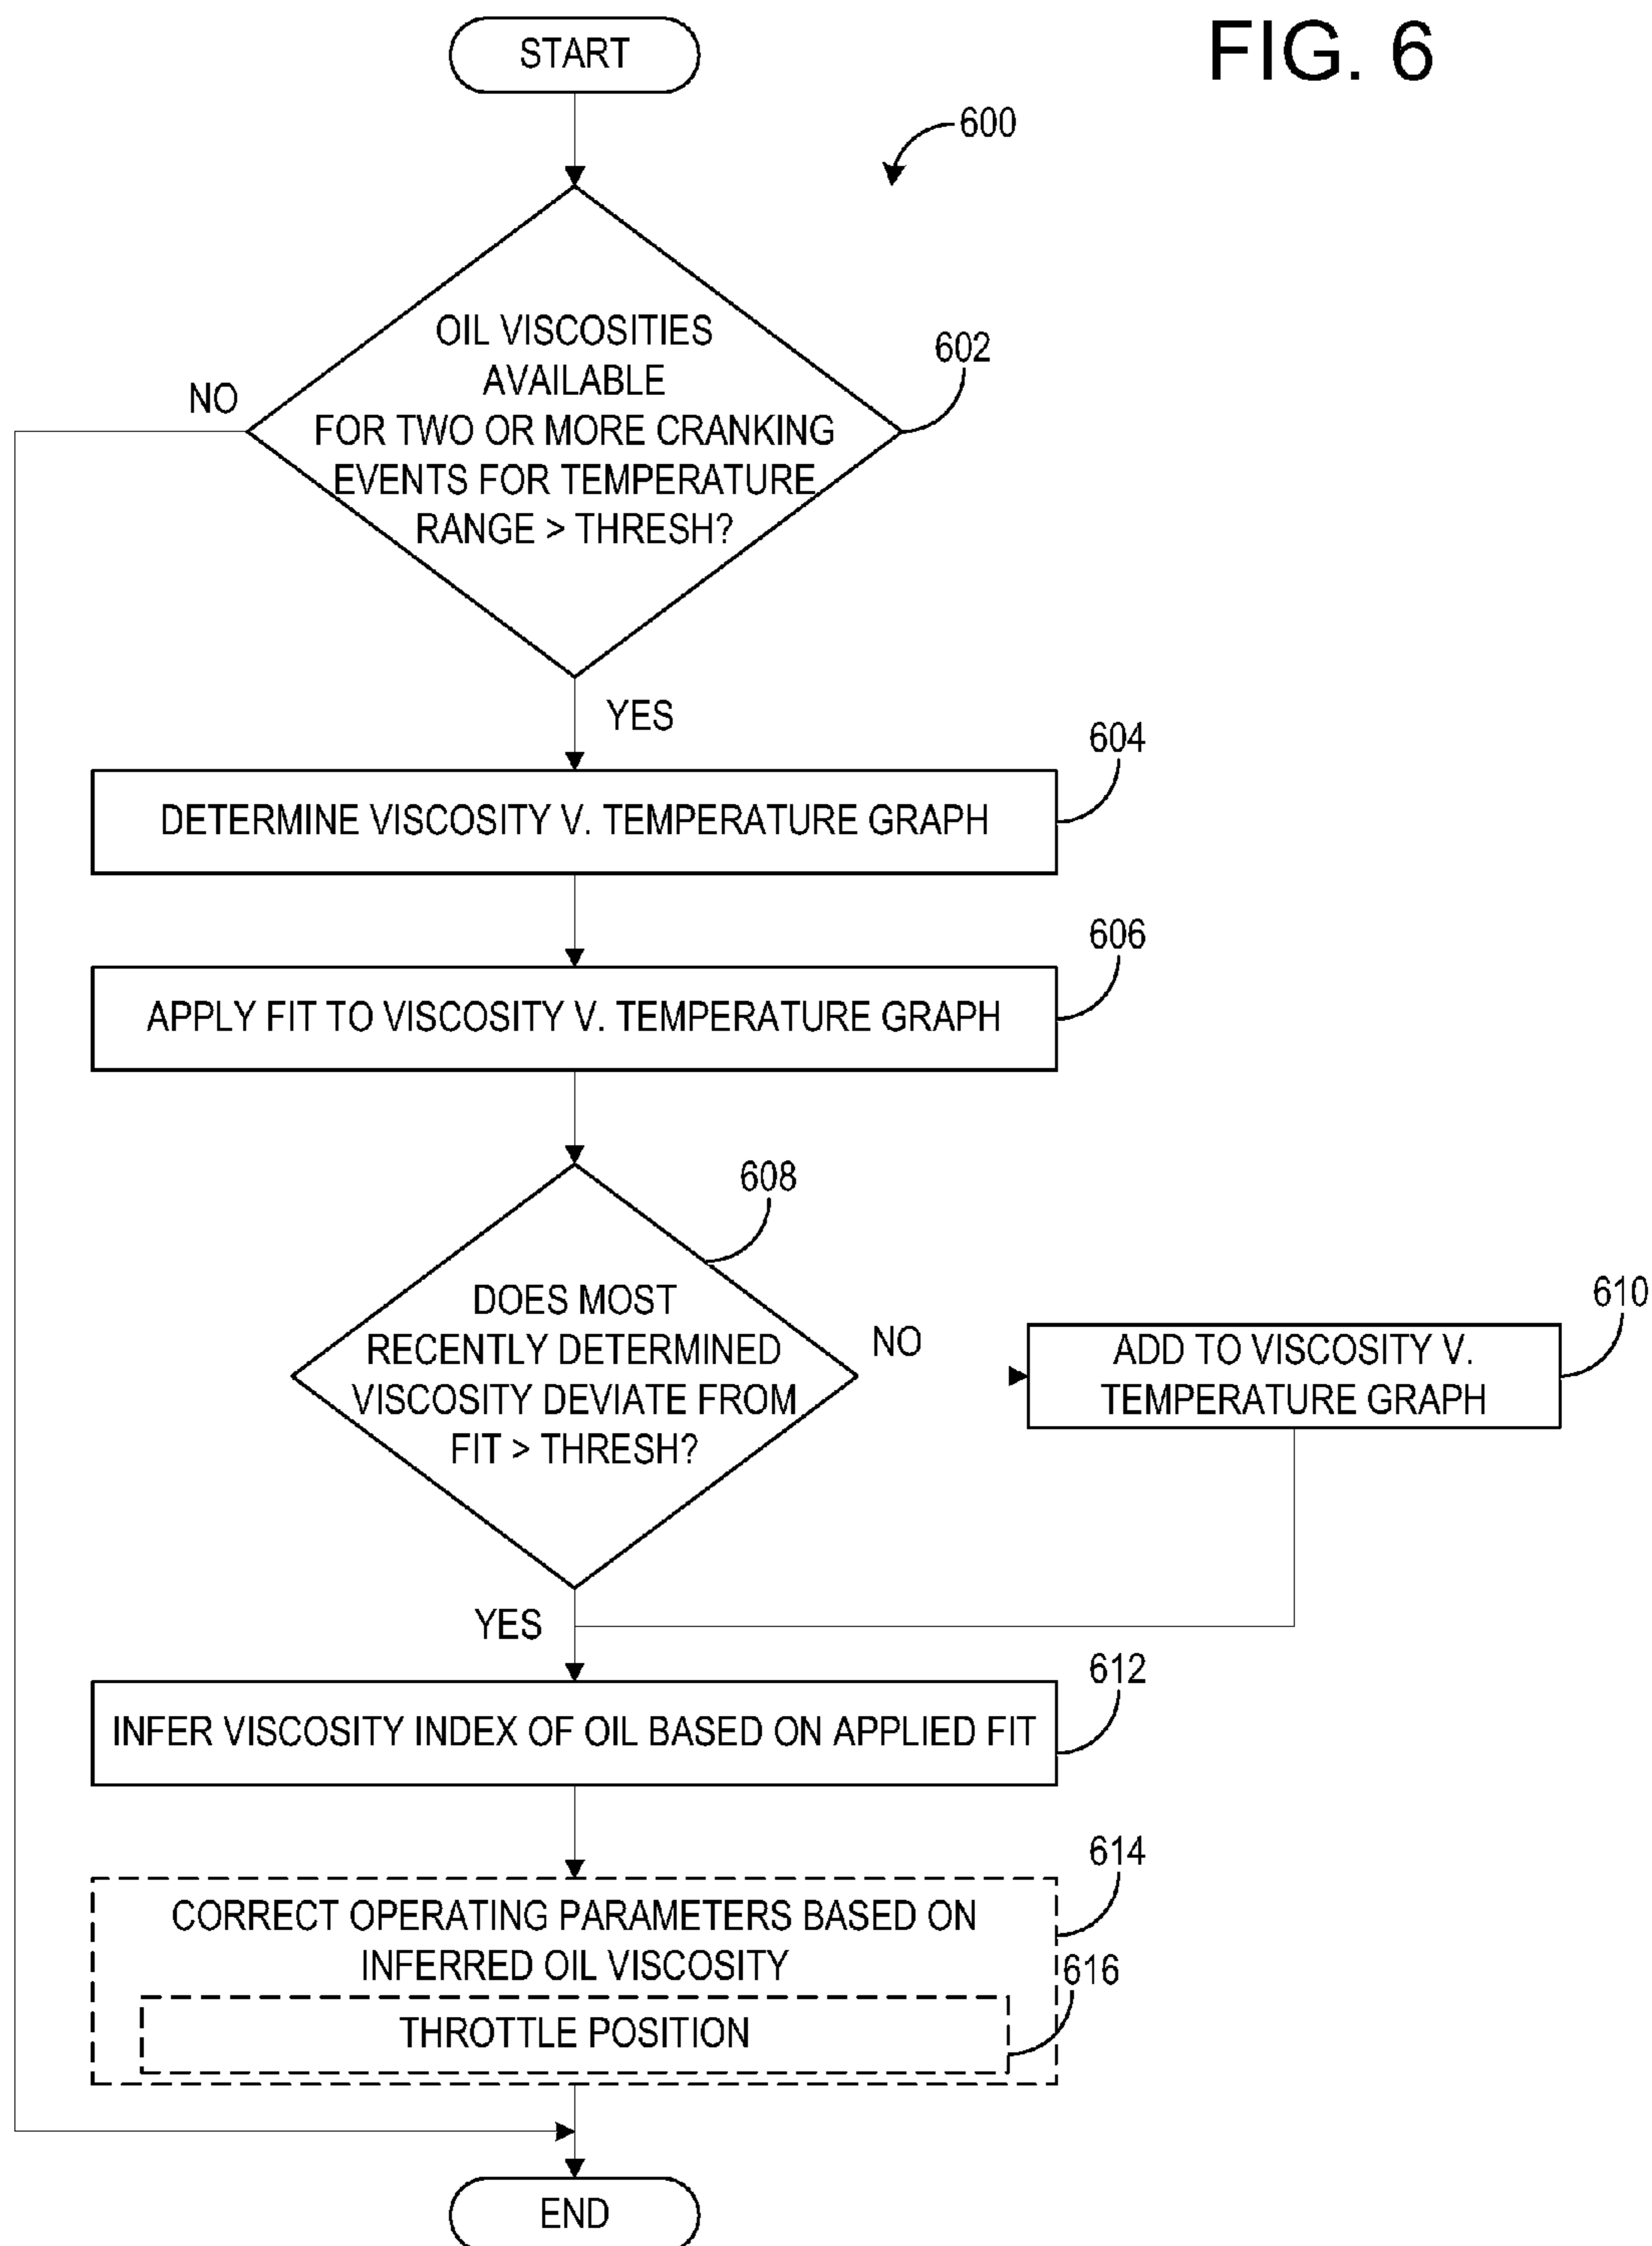 START
FIG. 6
600
OIL VISCOSITIES
AVAILABLE
FOR TWO OR MORE CRANKING
EVENTS FOR TEMPERATURE
RANGE > THRESH?
602
NO
YES
604
DETERMINE VISCOSITY V. TEMPERATURE GRAPH
606
APPLY FIT TO VISCOSITY V. TEMPERATURE GRAPH
608
DOES MOST
RECENTLY DETERMINED
VISCOSITY DEVIATE FROM
FIT > THRESH?
NO
610
ADD TO VISCOSITY V.
TEMPERATURE GRAPH
YES
612
INFER VISCOSITY INDEX OF OIL BASED ON APPLIED FIT
614
CORRECT OPERATING PARAMETERS BASED ON
INFERRED OIL VISCOSITY
616
THROTTLE POSITION
END